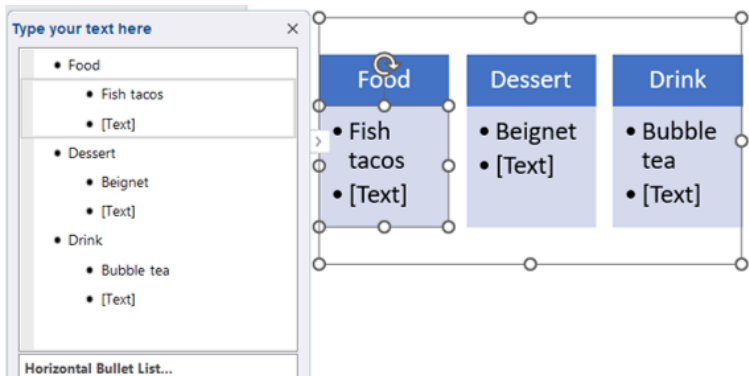 Type your text here
• Food
• Fish tacos
• [Text]
• Dessert
• Beignet
• [Text]
• Drink
• Bubble tea
• [Text]
Horizontal Bullet List...
Food
• Fish
tacos
• [Text]
Dessert
• Beignet
• [Text]
Drink
• Bubble
tea
• [Text]